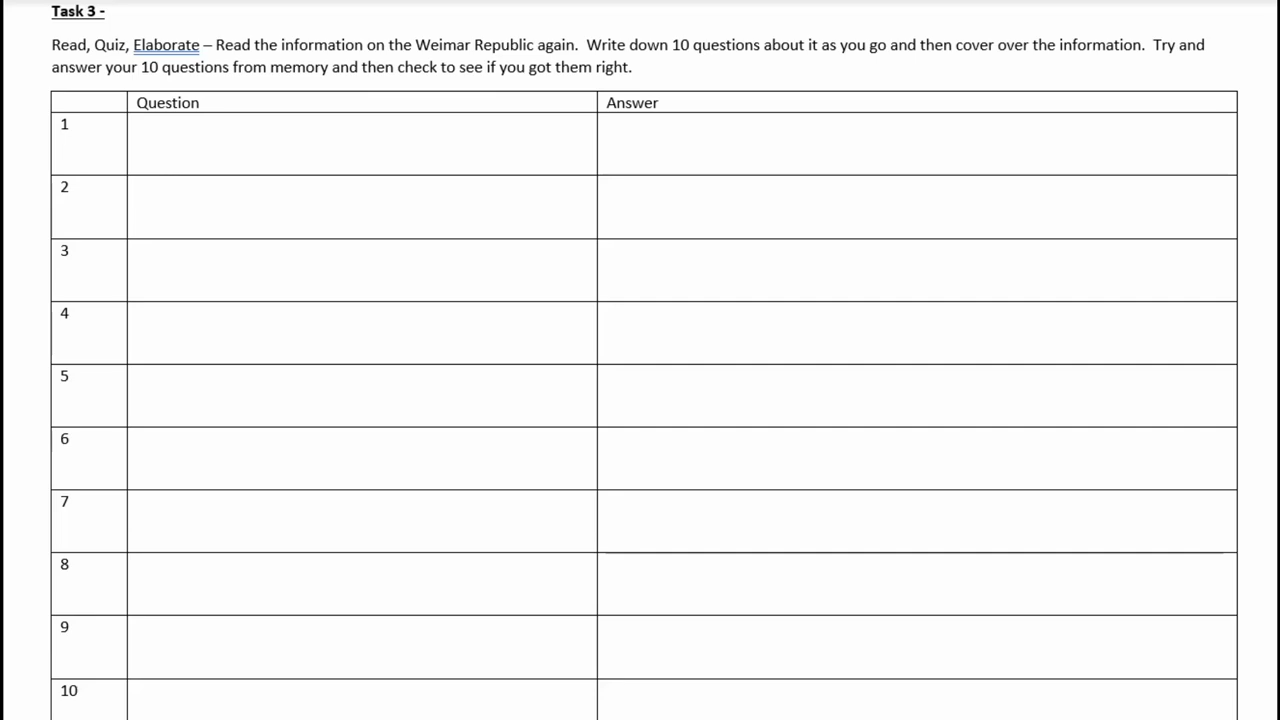 Task 3 -
Read, Quiz, Elaborate – Read the information on the Weimar Republic again.  Write down 10 questions about it as you go and then cover over the information.  Try and
answer your 10 questions from memory and then check to see if you got them right.
Question Answer
1
2
3
4
5
6
7
8
9
10